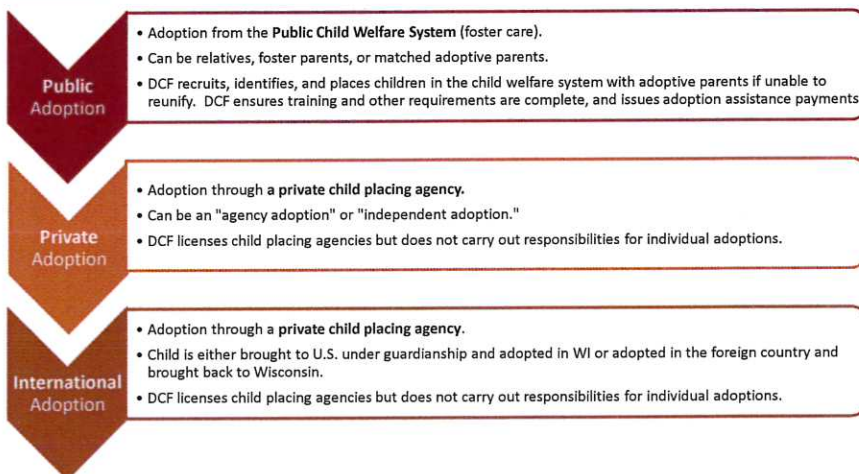 Public
Adoption
• Adoption from the Public Child Welfare System (foster care).
• Can be relatives, foster parents, or matched adoptive parents.
• DCF recruits, identifies, and places children in the child welfare system with adoptive parents if unable to
reunify. DCF ensures training and other requirements are complete, and issues adoption assistance payments
Private
Adoption
• Adoption through a private child placing agency.
• Can be an "agency adoption" or "independent adoption."
• DCF licenses child placing agencies but does not carry out responsibilities for individual adoptions.
International
Adoption
• Adoption through a private child placing agency.
• Child is either brought to U.S. under guardianship and adopted in WI or adopted in the foreign country and
brought back to Wisconsin.
• DCF licenses child placing agencies but does not carry out responsibilities for individual adoptions.